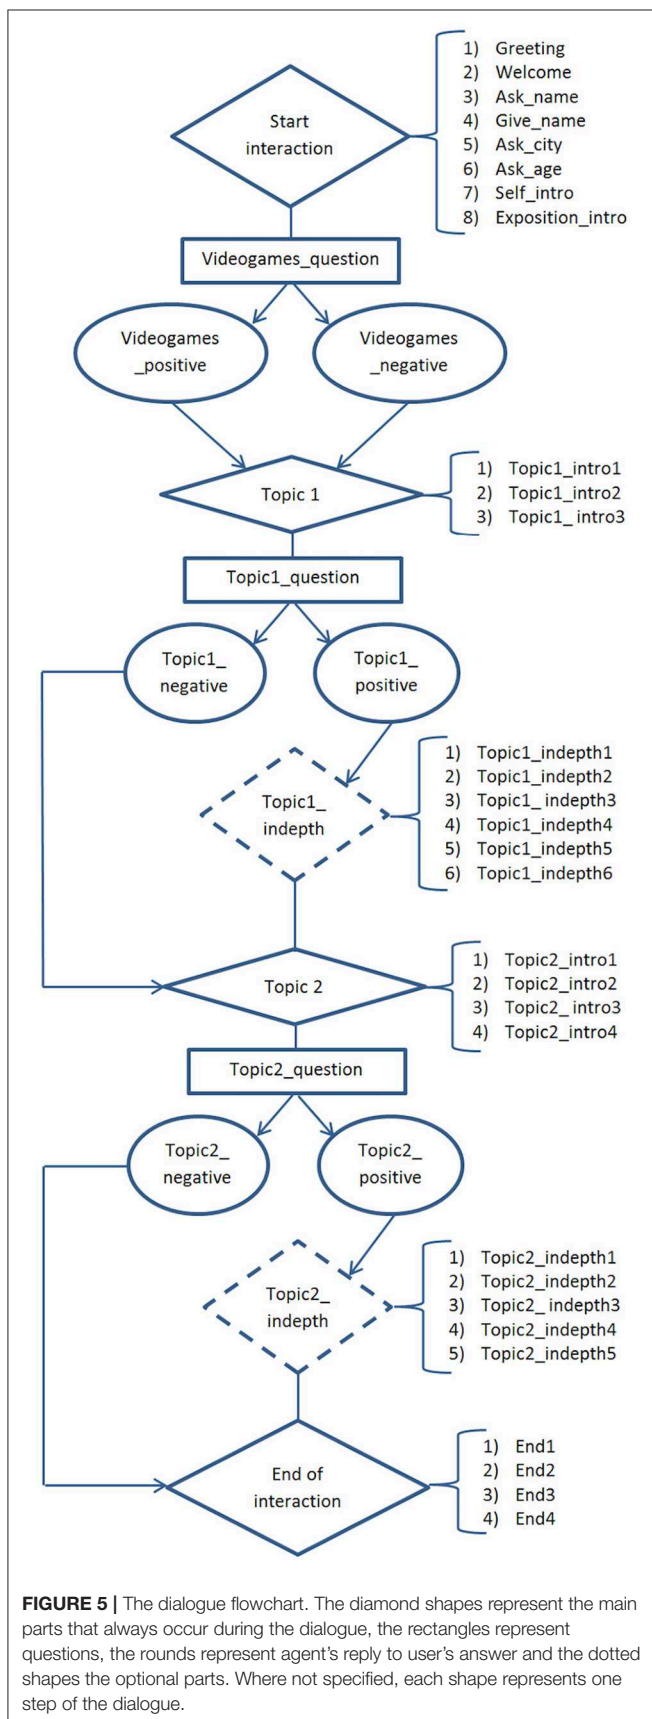 Start
interaction
1) Greeting
2) Welcome
3) Ask_name
4) Give_name
5) Ask_city
6) Ask_age
7) Self_intro
8) Exposition_intro
Videogames_question
Videogames
_positive
Videogames
_negative
Topic 1
1) Topic1_intro1
2) Topic1_intro2
3) Topic1_ intro3
Topic1_question
Topic1_
negative
Topic1_
positive
Topic1_
indepth
1) Topic1_indepth1
2) Topic1_indepth2
3) Topic1_ indepth3
4) Topic1_indepth4
5) Topic1_indepth5
6) Topic1_indepth6
Topic 2
1) Topic2_intro1
2) Topic2_intro2
3) Topic2_ intro3
4) Topic2_intro4
Topic2_question
Topic2_
negative
Topic2_
positive
Topic2_
indepth
1) Topic2_indepth1
2) Topic2_indepth2
3) Topic2_ indepth3
4) Topic2_indepth4
5) Topic2_indepth5
End of
interaction
1) End1
2) End2
3) End3
4) End4
FIGURE 5 | The dialogue flowchart. The diamond shapes represent the main
parts that always occur during the dialogue, the rectangles represent
questions, the rounds represent agent's reply to user's answer and the dotted
shapes the optional parts. Where not specified, each shape represents one
step of the dialogue.